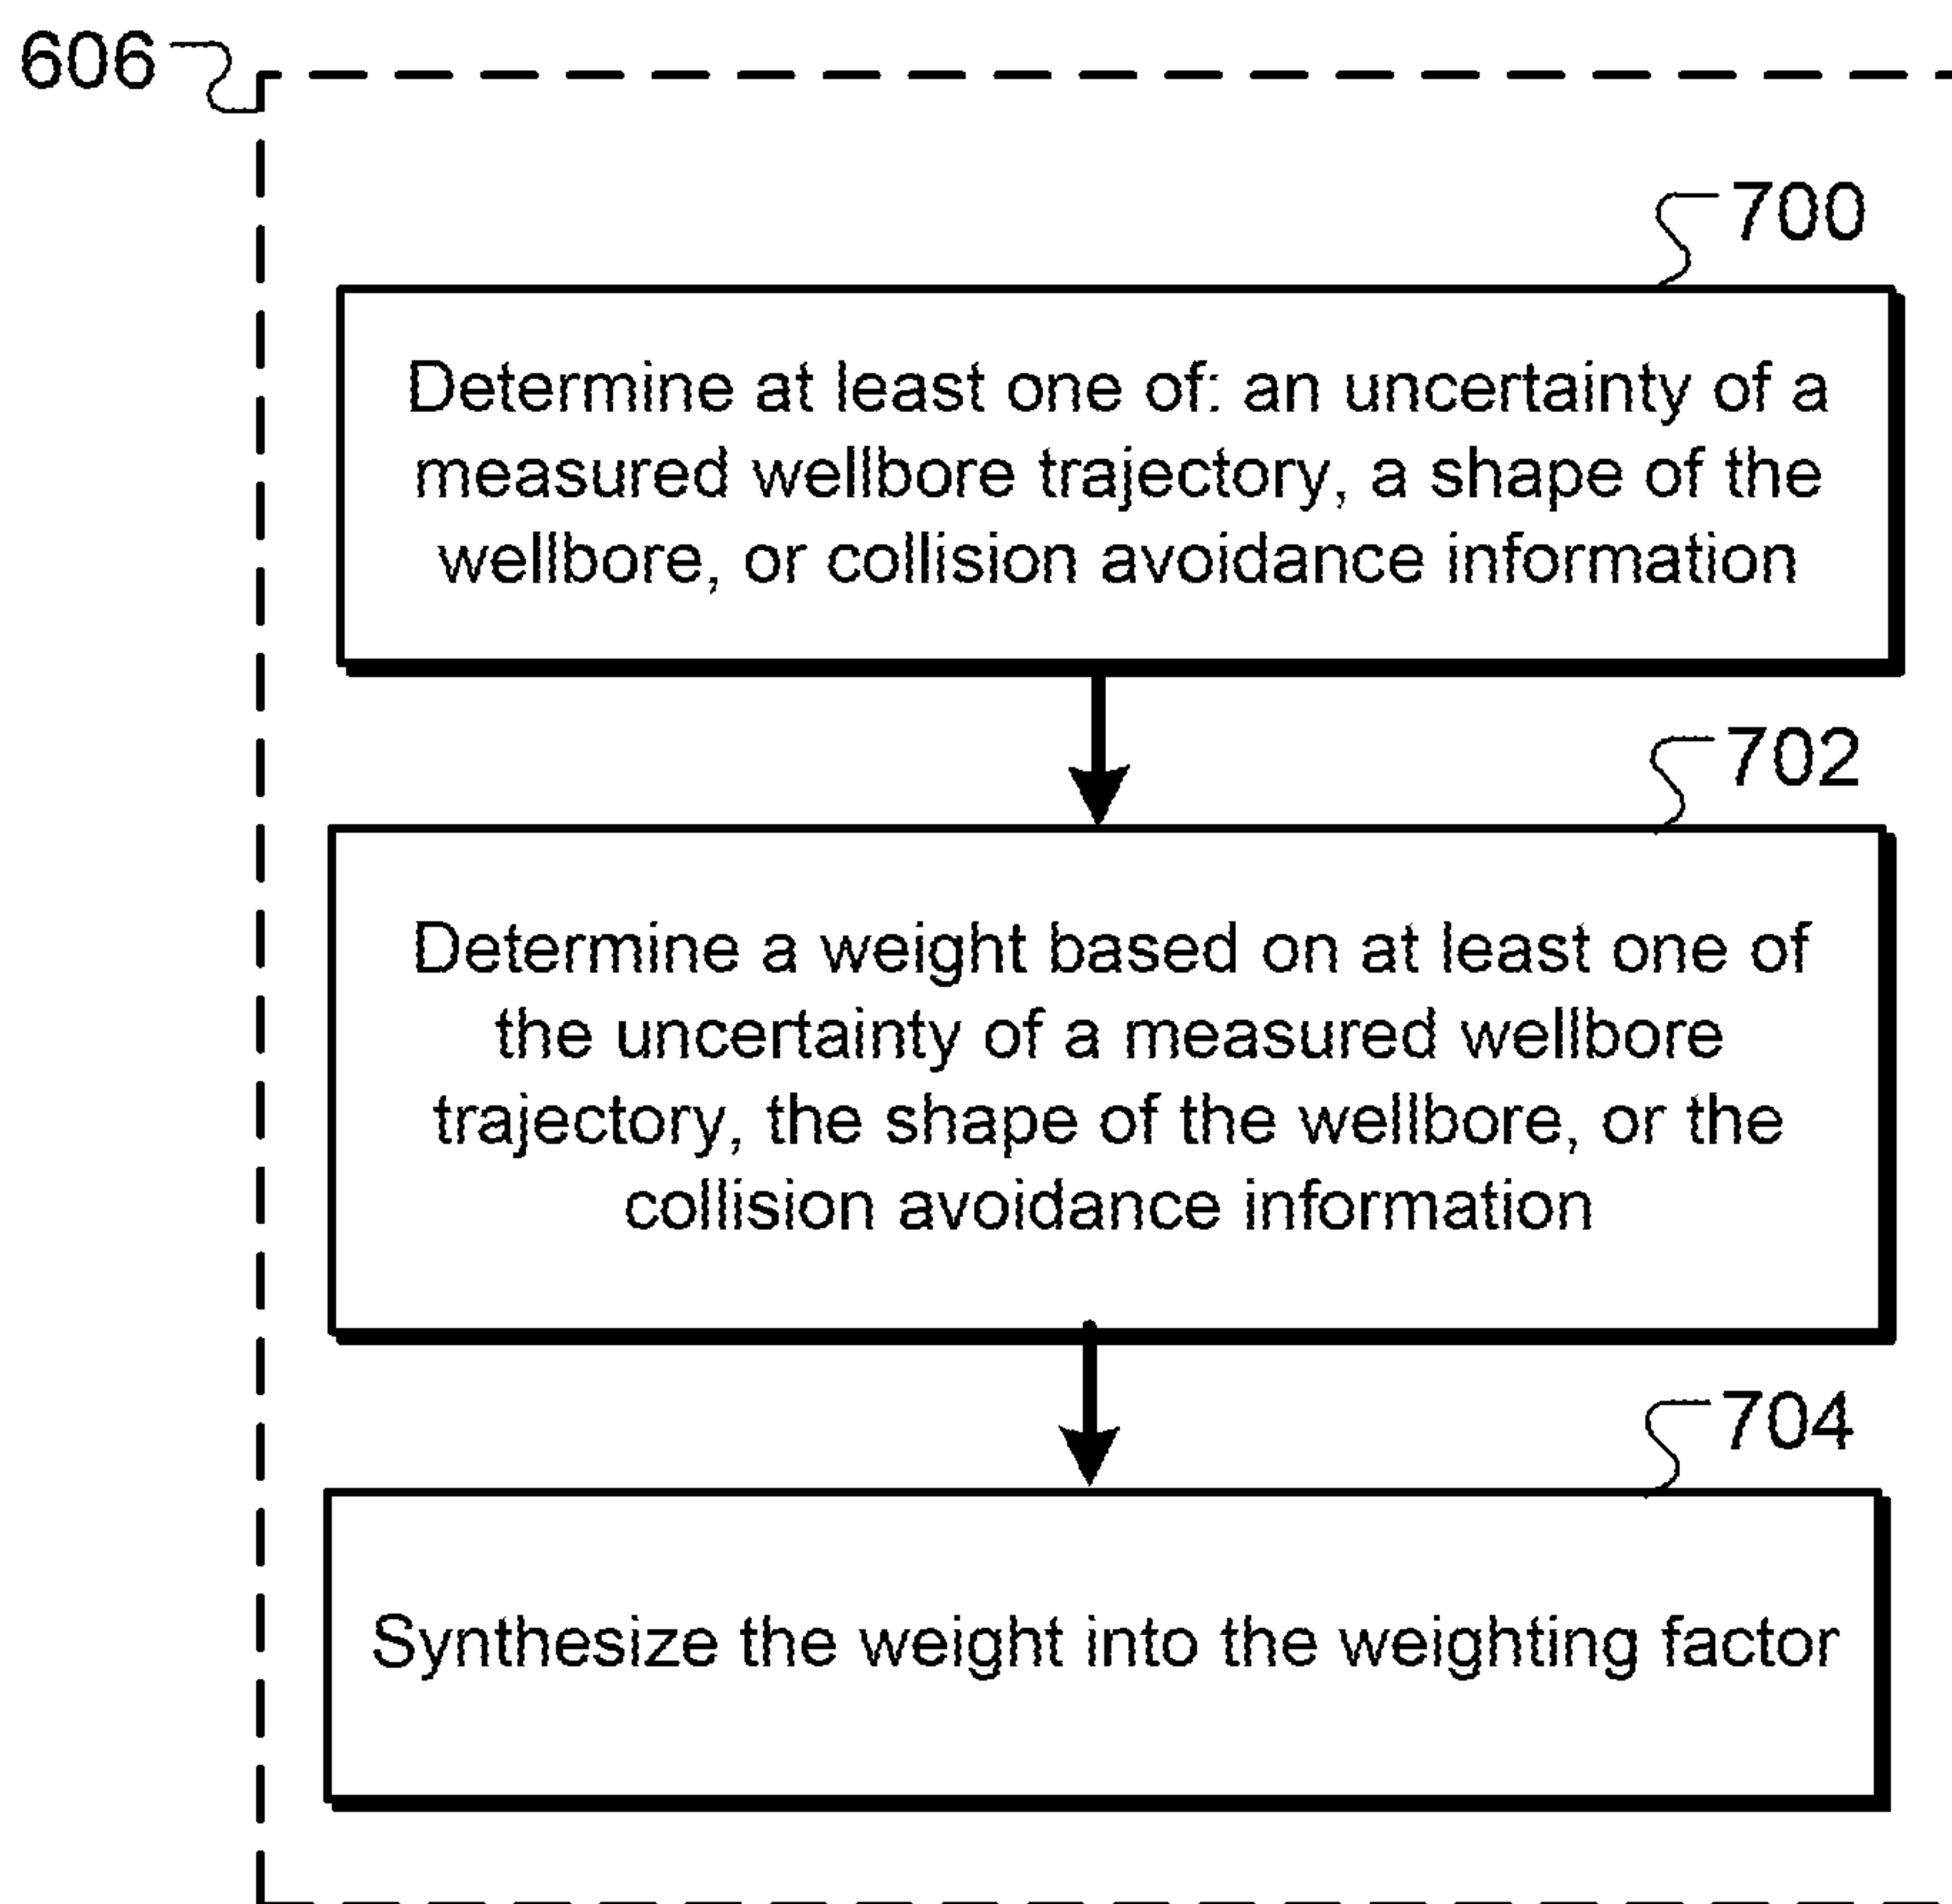 606
700
Determine at least one of: an uncertainty of a
measured wellbore trajectory, a shape of the
wellbore, or collision avoidance information
702
Determine a weight based on at least one of
the uncertainty of a measured wellbore
trajectory, the shape of the wellbore, or the
collision avoidance information
704
Synthesize the weight into the weighting factor